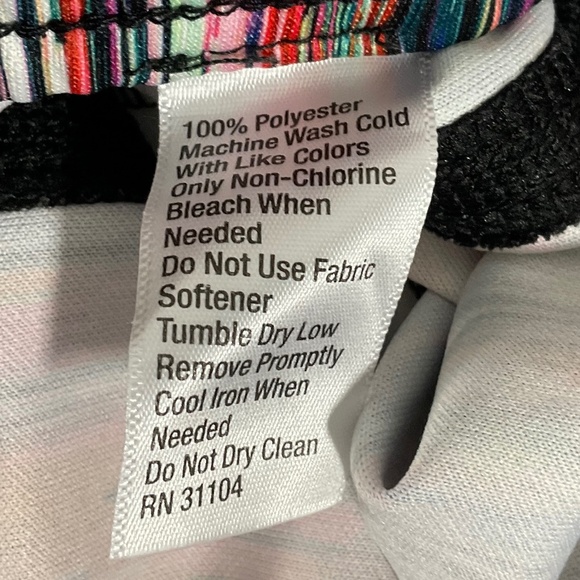 100% Polyester
Machine Wash Cold
With Like Colors
Only Non-Chlorine
Bleach When
Needed
Do Not Use Fabric
Softener
Tumble Dry Low
Remove Promptly
Cool Iron When
Needed
Do Not Dry Clean
RN 31104